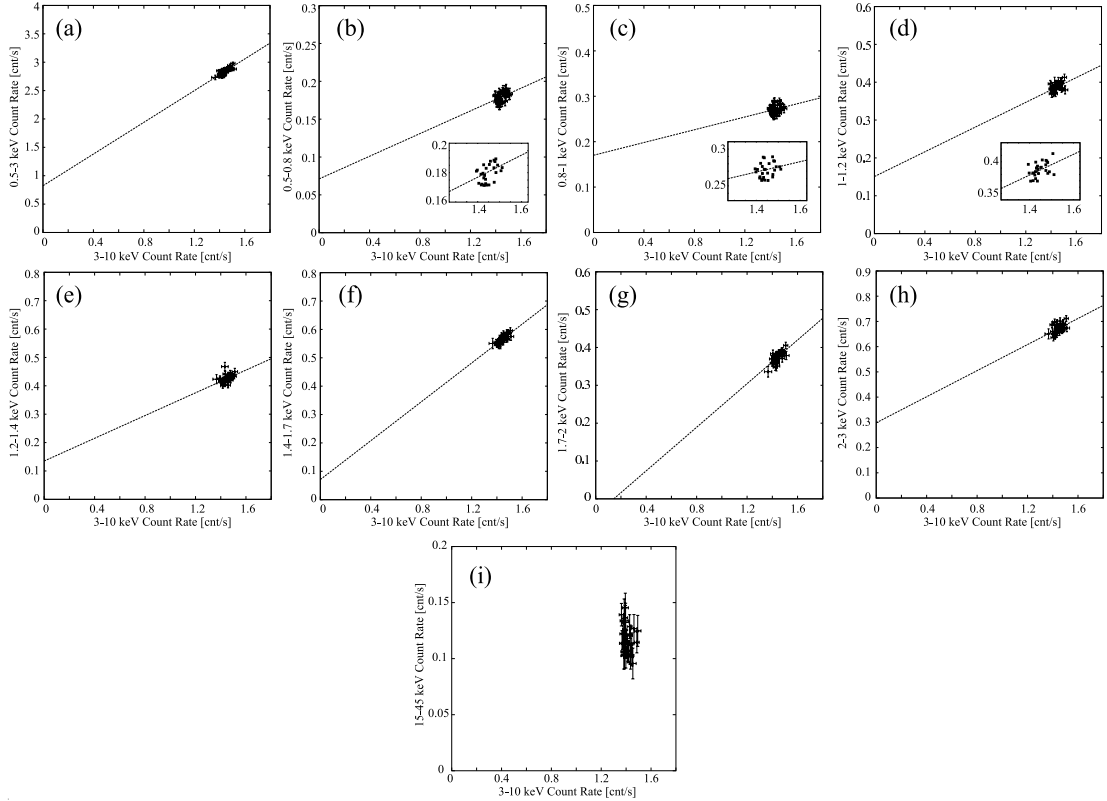 (a)
4
3.5
3
2.5
2
1.5
1
0.5
0
0.5–3 keV Count Rate [cnt/s]
0 0.4 0.8 1.2 1.6
3–10 keV Count Rate [cnt/s]
(b)
0.3
0.25
0.2
0.15
0.1
0.05
0
0.5–0.8 keV Count Rate [cnt/s]
0.2
0.18
0.16
1.4 1.6
0 0.4 0.8 1.2 1.6
3–10 keV Count Rate [cnt/s]
(c)
0.5
0.4
0.3
0.2
0.1
0
0.8–1 keV Count Rate [cnt/s]
0.3
0.25
1.4 1.6
0 0.4 0.8 1.2 1.6
3–10 keV Count Rate [cnt/s]
(d)
0.6
0.5
0.4
0.3
0.2
0.1
0
1–1.2 keV Count Rate [cnt/s]
0.4
0.35
1.4 1.6
0 0.4 0.8 1.2 1.6
3–10 keV Count Rate [cnt/s]
(e)
0.8
0.7
0.6
0.5
0.4
0.3
0.2
0.1
0
1.2–1.4 keV Count Rate [cnt/s]
0 0.4 0.8 1.2 1.6
3–10 keV Count Rate [cnt/s]
(f)
0.8
0.7
0.6
0.5
0.4
0.3
0.2
0.1
0
1.4–1.7 keV Count Rate [cnt/s]
0 0.4 0.8 1.2 1.6
3–10 keV Count Rate [cnt/s]
(g)
0.6
0.5
0.4
0.3
0.2
0.1
0
1.7–2 keV Count Rate [cnt/s]
0 0.4 0.8 1.2 1.6
3–10 keV Count Rate [cnt/s]
(h)
0.9
0.8
0.7
0.6
0.5
0.4
0.3
0.2
0.1
0
2–3 keV Count Rate [cnt/s]
0 0.4 0.8 1.2 1.6
3–10 keV Count Rate [cnt/s]
(i)
0.2
0.15
0.1
0.05
0
15–45 keV Count Rate [cnt/s]
0 0.4 0.8 1.2 1.6
3–10 keV Count Rate [cnt/s]